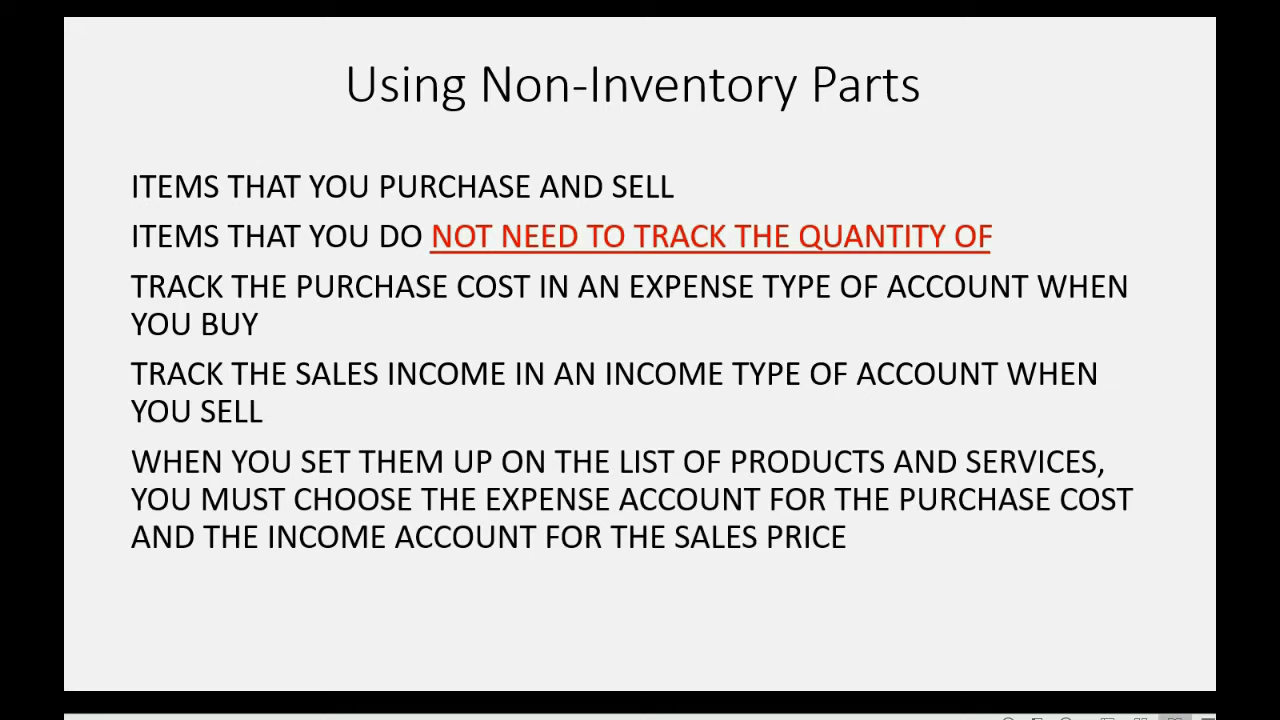 Using Non-Inventory Parts
ITEMS THAT YOU PURCHASE AND SELL
ITEMS THAT YOU DO NOT NEED TO TRACK THE QUANTITY OF
TRACK THE PURCHASE COST IN AN EXPENSE TYPE OF ACCOUNT WHEN
YOU BUY
TRACK THE SALES INCOME IN AN INCOME TYPE OF ACCOUNT WHEN
YOU SELL
WHEN YOU SET THEM UP ON THE LIST OF PRODUCTS AND SERVICES,
YOU MUST CHOOSE THE EXPENSE ACCOUNT FOR THE PURCHASE COST
AND THE INCOME ACCOUNT FOR THE SALES PRICE